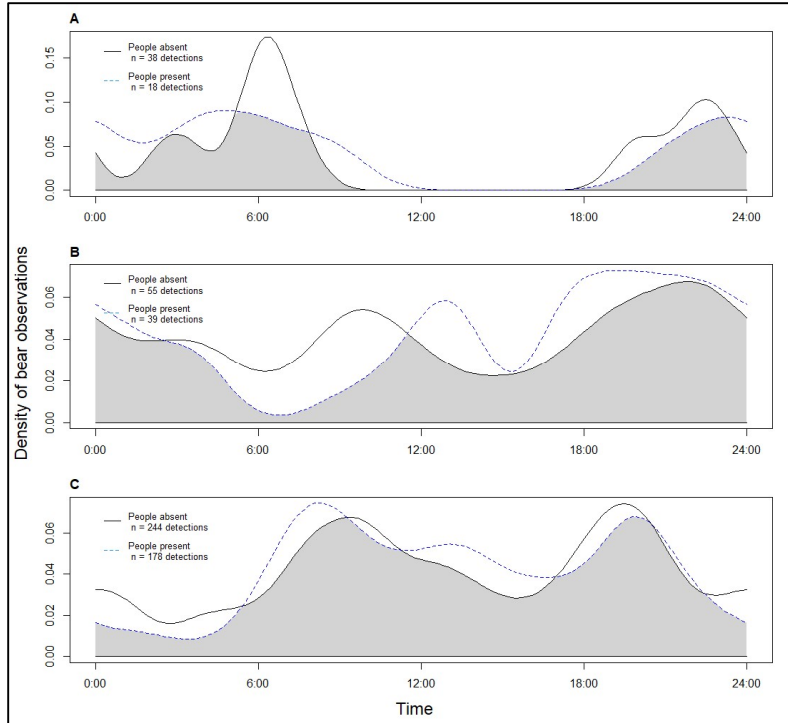 A
People absent
n = 38 detections
People present
n = 18 detections
0.15
0.10
0.05
0.00
0:00 6:00 12:00 18:00 24:00
B
People absent
n = 55 detections
People present
n = 39 detections
0.06
0.04
0.02
0.00
0:00 6:00 12:00 18:00 24:00
C
People absent
n = 244 detections
People present
n = 178 detections
0.06
0.04
0.02
0.00
0:00 6:00 12:00 18:00 24:00
Density of bear observations
Time